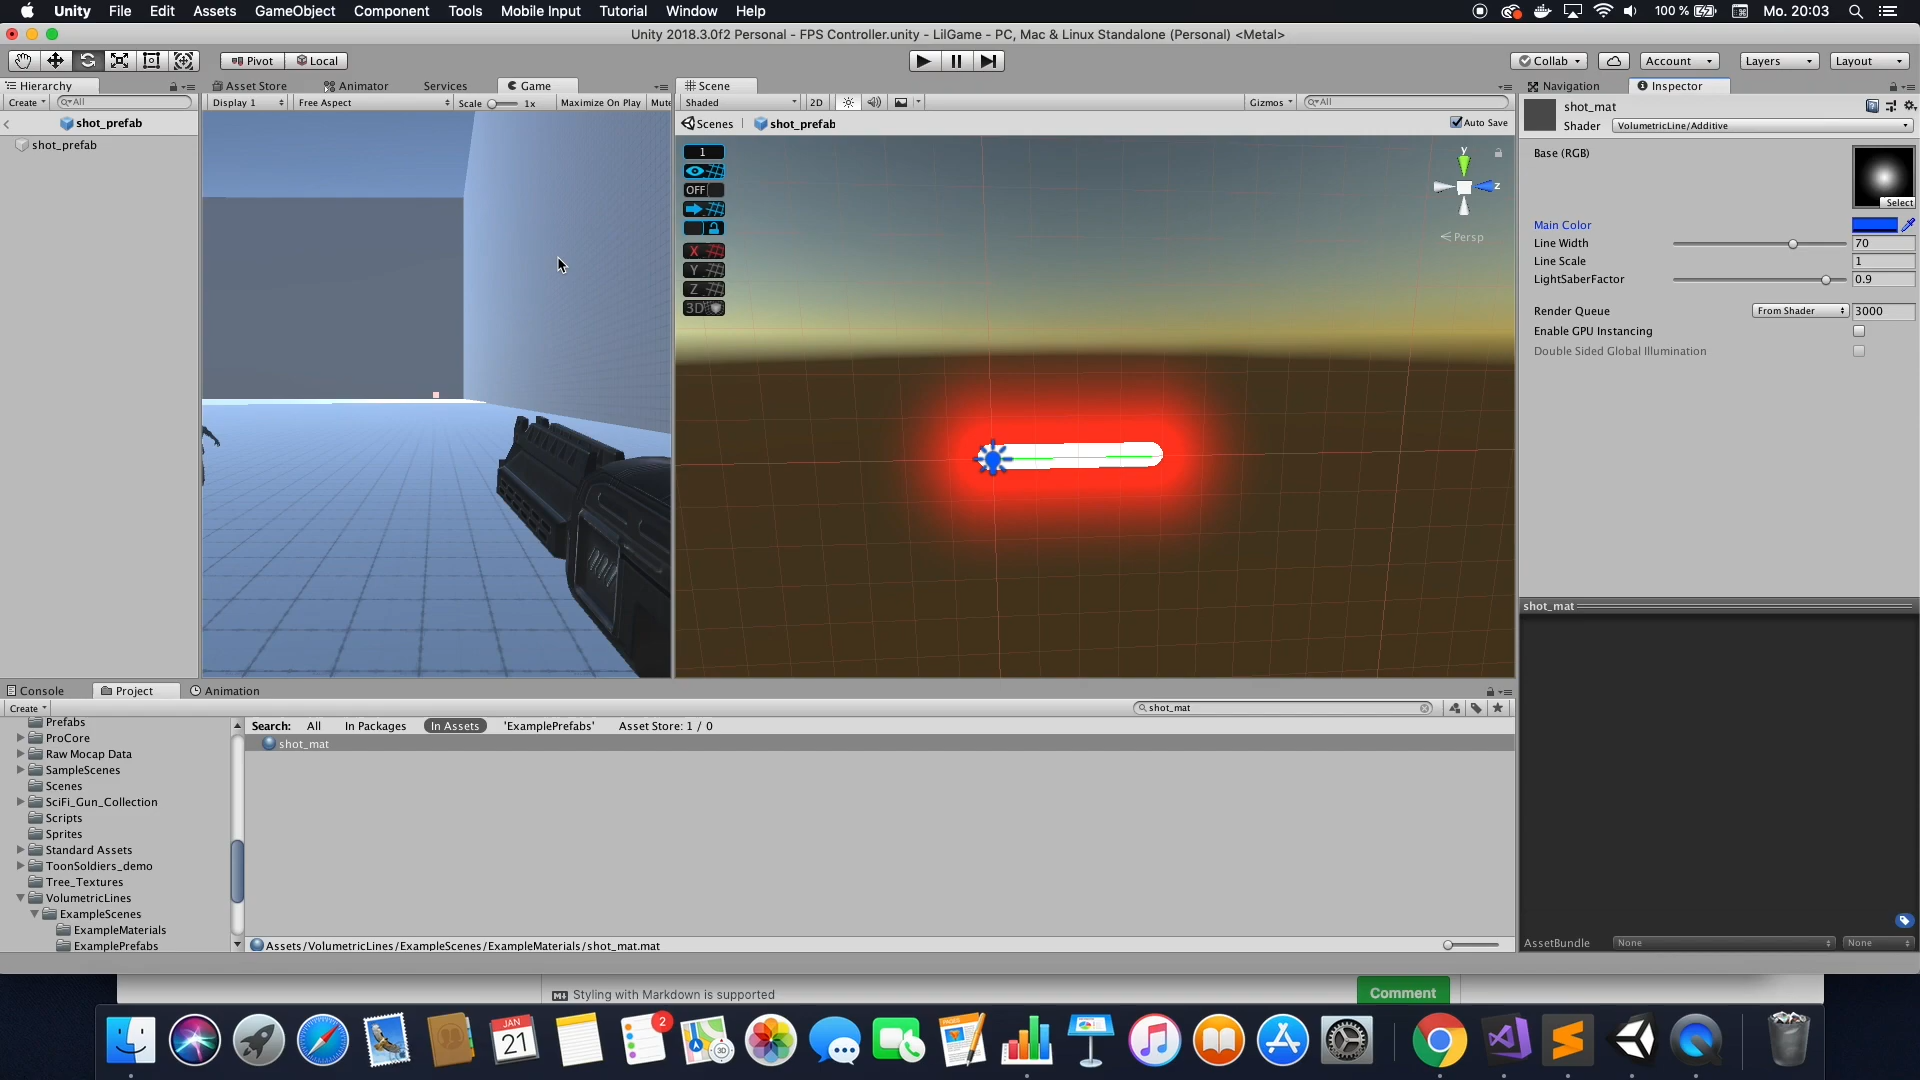 Unity File Edit Assets GameObject Component Tools Mobile Input Tutorial Window Help 100 % Mo. 20:03
Unity 2018.3.0f2 Personal - FPS Controller.unity - LilGame - PC, Mac & Linux Standalone (Personal) <Metal>
Pivot Local Collab Account Layers Layout
Hierarchy Asset Store Animator Services Game Scene Navigation Inspector
Create All Display 1 Free Aspect Scale 1x Maximize On Play Mute Shaded 2D Gizmos All
shot_mat
shot_prefab Scenes shot_prefab Auto Save
Shader VolumetricLine/Additive
shot_prefab
1
OFF
X
Y
Z
3D
y
z
Persp
Base (RGB)
Select
Main Color
Line Width 70
Line Scale 1
LightSaberFactor 0.9
Render Queue From Shader 3000
Enable GPU Instancing
Double Sided Global Illumination
shot_mat
Console Project Animation
Create shot_mat
Search: All In Packages In Assets 'ExamplePrefabs' Asset Store: 1 / 0
shot_mat
Prefabs
ProCore
Raw Mocap Data
SampleScenes
Scenes
SciFi_Gun_Collection
Scripts
Sprites
Standard Assets
ToonSoldiers_demo
Tree_Textures
VolumetricLines
ExampleScenes
ExampleMaterials
ExamplePrefabs
Assets/VolumetricLines/ExampleScenes/ExampleMaterials/shot_mat.mat
AssetBundle None None
Styling with Markdown is supported Comment
JAN
21
2
3D